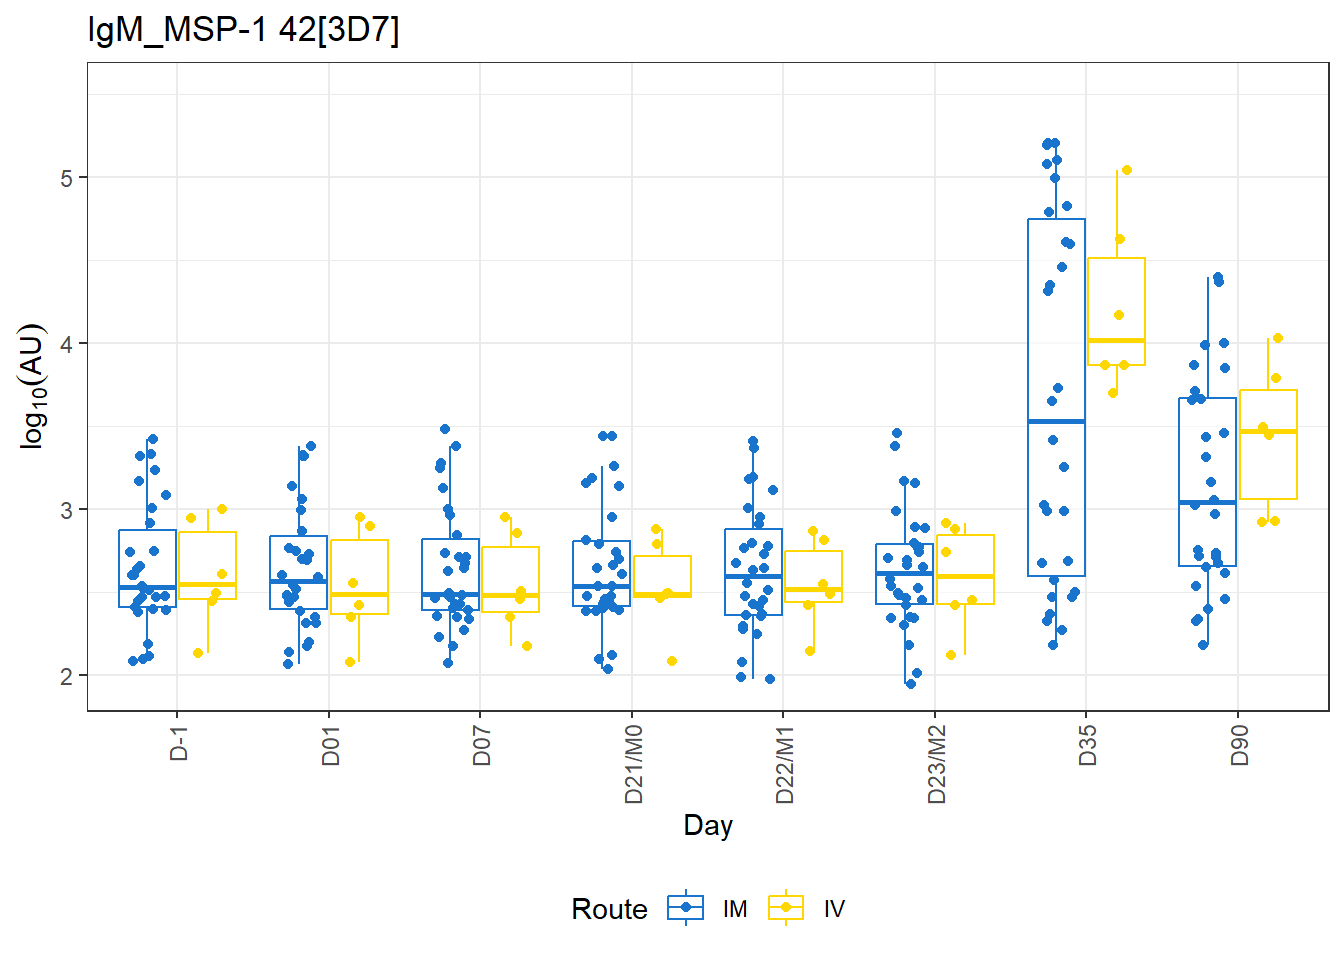 IgM_MSP-1 42[3D7]
log10(AU)
5
4
3
2
D-1
D01
D07
D21/M0
D22/M1
D23/M2
D35
D90
Day
Route IM IV